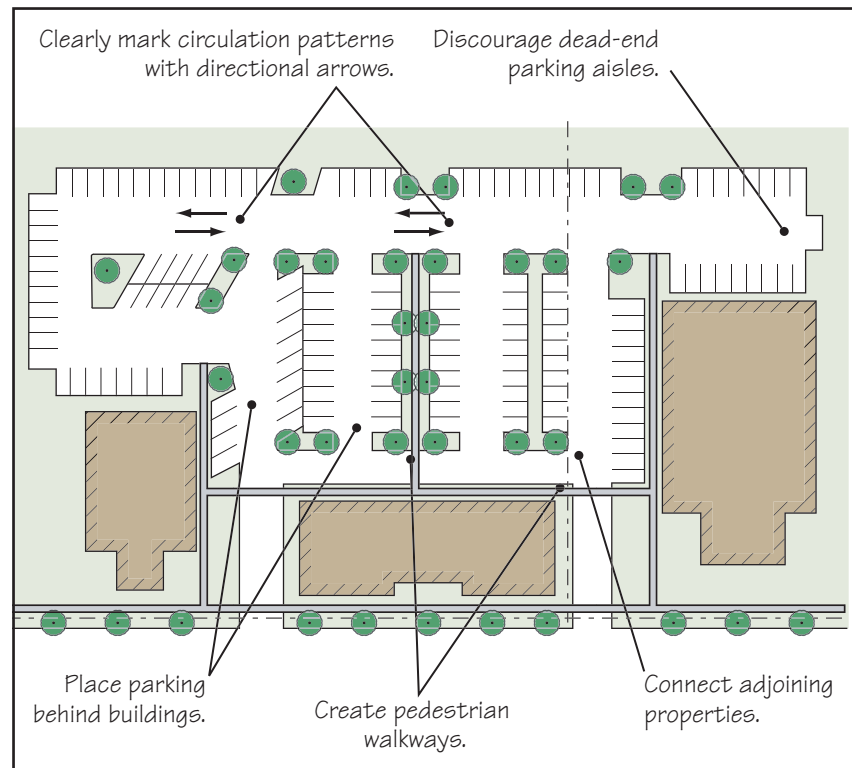 Clearly mark circulation patterns
with directional arrows.
Discourage dead-end
parking aisles.
Place parking
behind buildings.
Create pedestrian
walkways.
Connect adjoining
properties.